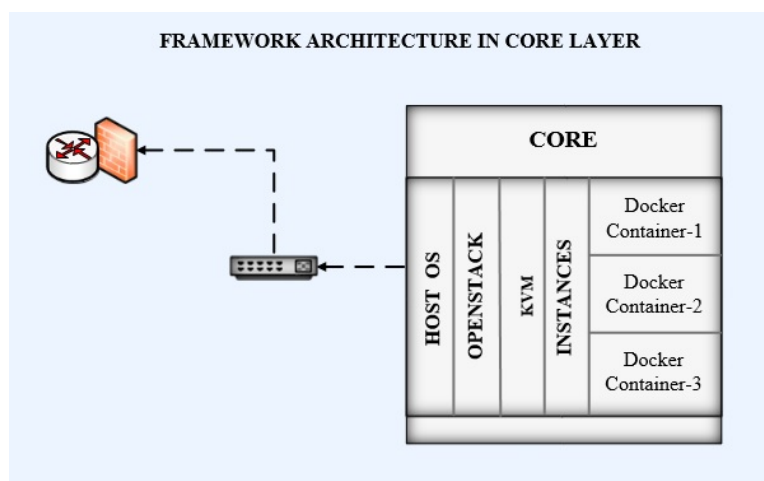 FRAMEWORK ARCHITECTURE IN CORE LAYER
CORE
HOST OS
OPENSTACK
KVM
INSTANCES
Docker
Container-1
Docker
Container-2
Docker
Container-3